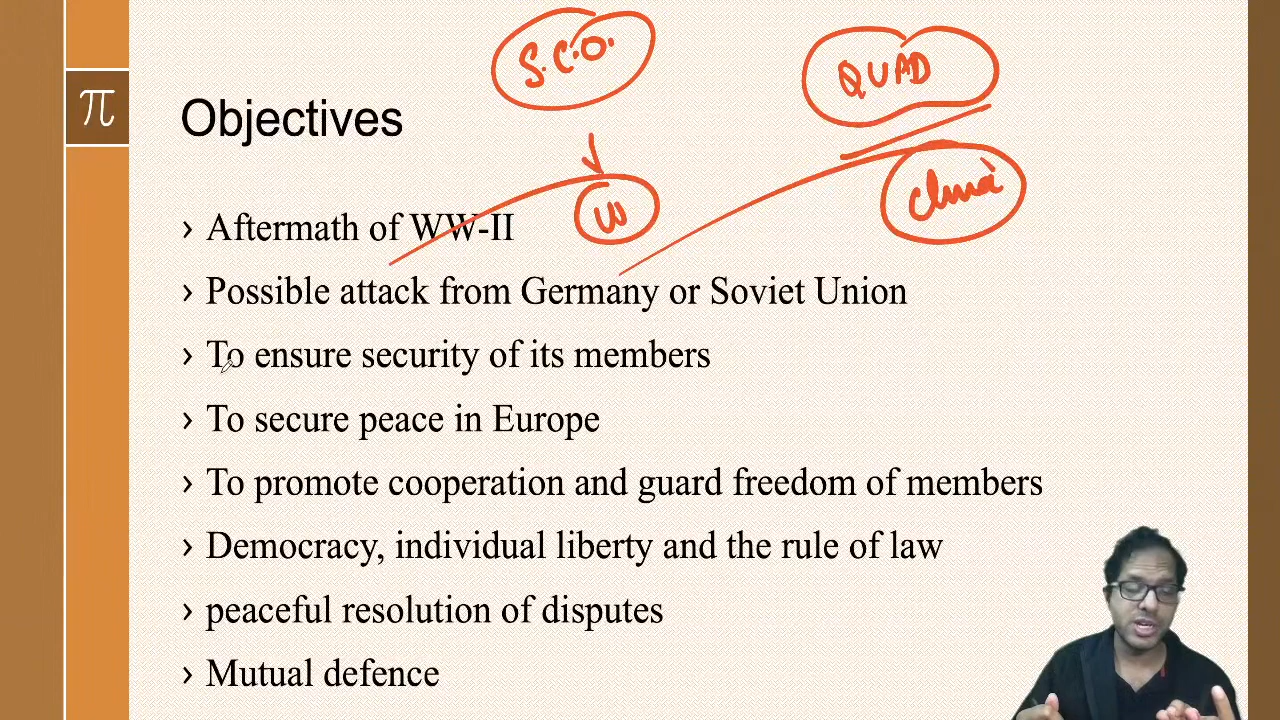 S.C.O.
QUAD
π
Objectives
China
W
› Aftermath of WW-II
› Possible attack from Germany or Soviet Union
› To ensure security of its members
› To secure peace in Europe
› To promote cooperation and guard freedom of members
› Democracy, individual liberty and the rule of law
› peaceful resolution of disputes
› Mutual defence